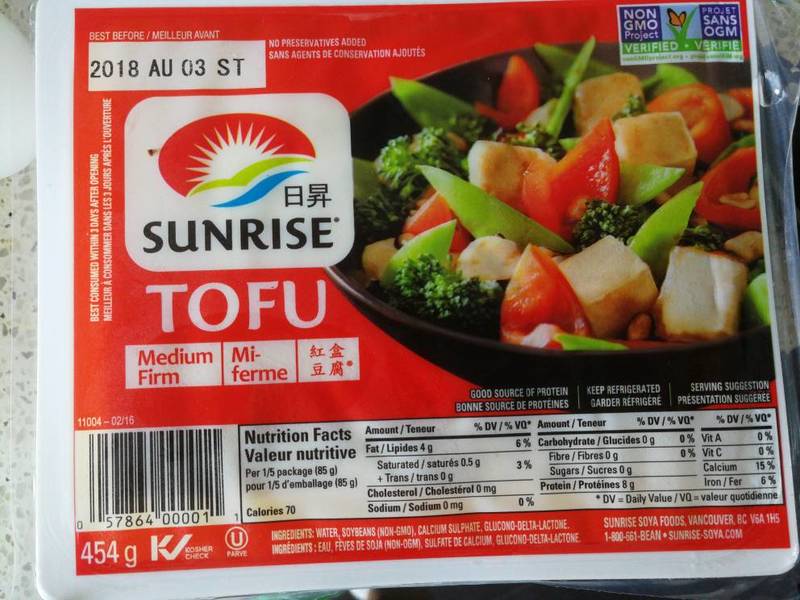 BEST BEFORE / MEILLEUR AVANT
2018 AU 03 ST
NO PRESERVATIVES ADDED
SANS AGENTS DE CONSERVATION AJOUTÉS
NON
GMO
Project
VERIFIED
PROJET
SANS
OGM
VÉRIFIÉ
BEST CONSUMED WITHIN 3 DAYS AFTER OPENING
MEILLEUR À CONSOMMER DANS LES 3 JOURS APRÈS L'OUVERTURE
日昇
SUNRISE
TOFU
Medium
Firm
Mi-
ferme
紅盒
豆腐
GOOD SOURCE OF PROTEIN
BONNE SOURCE DE PROTÉINES
KEEP REFRIGERATED
GARDER RÉFRIGÉRÉ
SERVING SUGGESTION
PRÉSENTATION SUGGÉRÉE
11004 – 02/16
0 57864 00001 1
Nutrition Facts
Valeur nutritive
Per 1/5 package (85 g)
pour 1/5 d'emballage (85 g)
Calories 70
Amount / Teneur % DV / % VQ*
Fat / Lipides 4 g 6 %
Saturated / saturés 0.5 g
+ Trans / trans 0 g 3 %
Cholesterol / Cholestérol 0 mg
Sodium / Sodium 0 mg 0 %
Amount / Teneur % DV / % VQ*
Carbohydrate / Glucides 0 g 0 %
Fibre / Fibres 0 g 0 %
Sugars / Sucres 0 g
Protein / Protéines 8 g
% DV / % VQ*
Vit A 0 %
Vit C 0 %
Calcium 15 %
Iron / Fer 6 %
* DV = Daily Value / VQ = valeur quotidienne
454 g
KOSHER
CHECK
U
PARVE
INGREDIENTS: WATER, SOYBEANS (NON-GMO), CALCIUM SULPHATE, GLUCONO-DELTA-LACTONE.
INGRÉDIENTS : EAU, FÈVES DE SOJA (NON-OGM), SULFATE DE CALCIUM, GLUCONO-DELTA-LACTONE.
SUNRISE SOYA FOODS, VANCOUVER, BC V6A 1H5
1-800-661-BEAN • SUNRISE-SOYA.COM